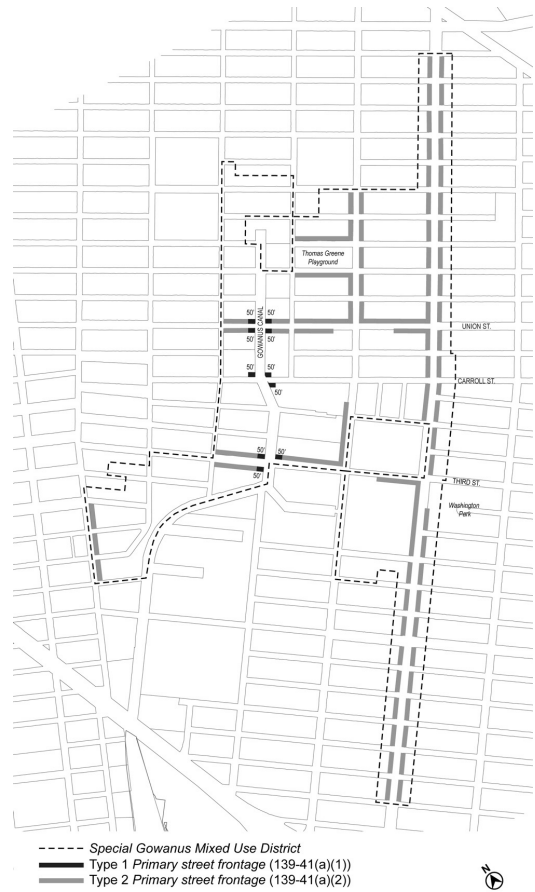 Thomas Greene
Playground
50'
50'
UNION ST.
50'
50'
GOWANUS CANAL
50'
50'
CARROLL ST.
50'
50'
50'
THIRD ST.
50'
Washington
Park
Special Gowanus Mixed Use District
Type 1 Primary street frontage (139-41(a)(1))
Type 2 Primary street frontage (139-41(a)(2))
N